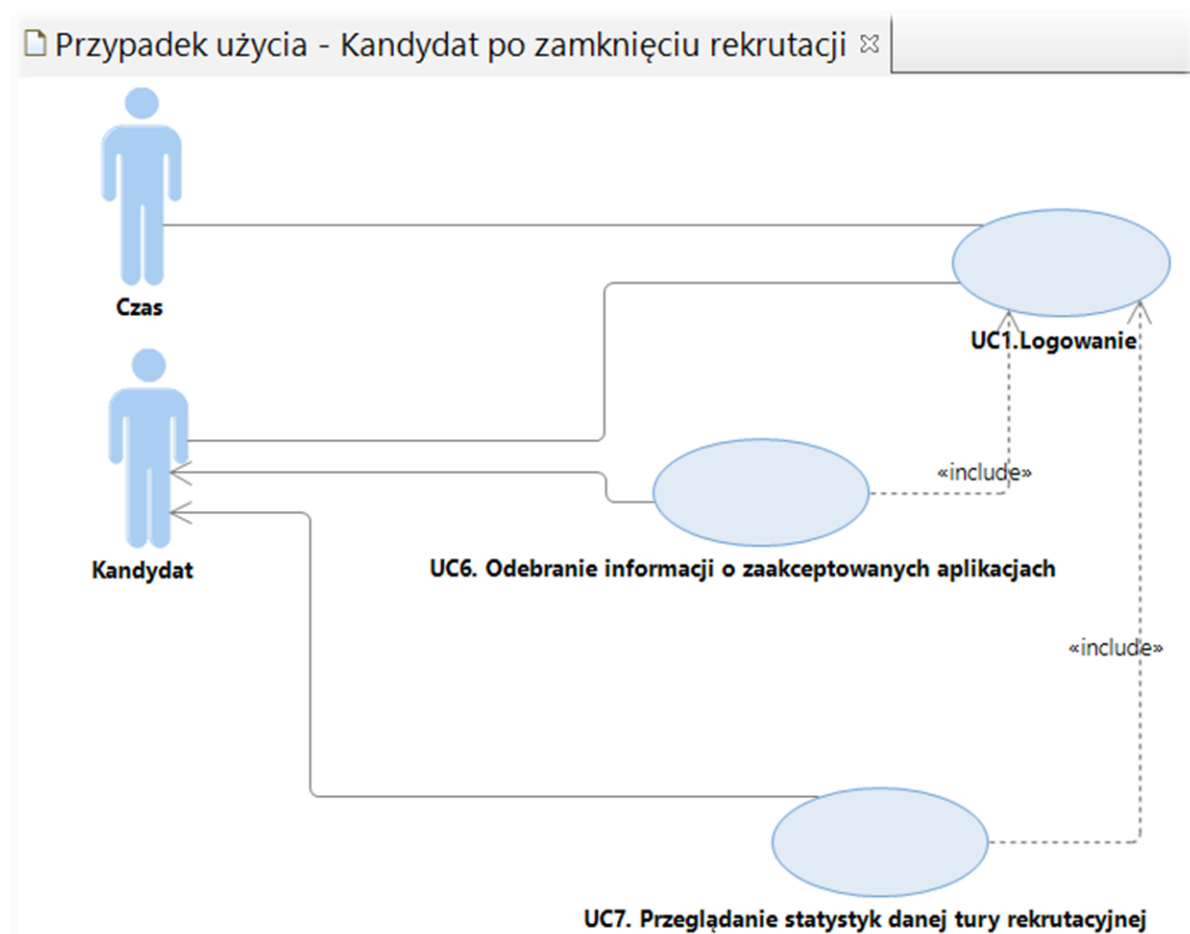 Przypadek użycia - Kandydat po zamknięciu rekrutacji
Czas
UC1.Logowanie
«include»
Kandydat
UC6. Odebranie informacji o zaakceptowanych aplikacjach
«include»
UC7. Przeglądanie statystyk danej tury rekrutacyjnej